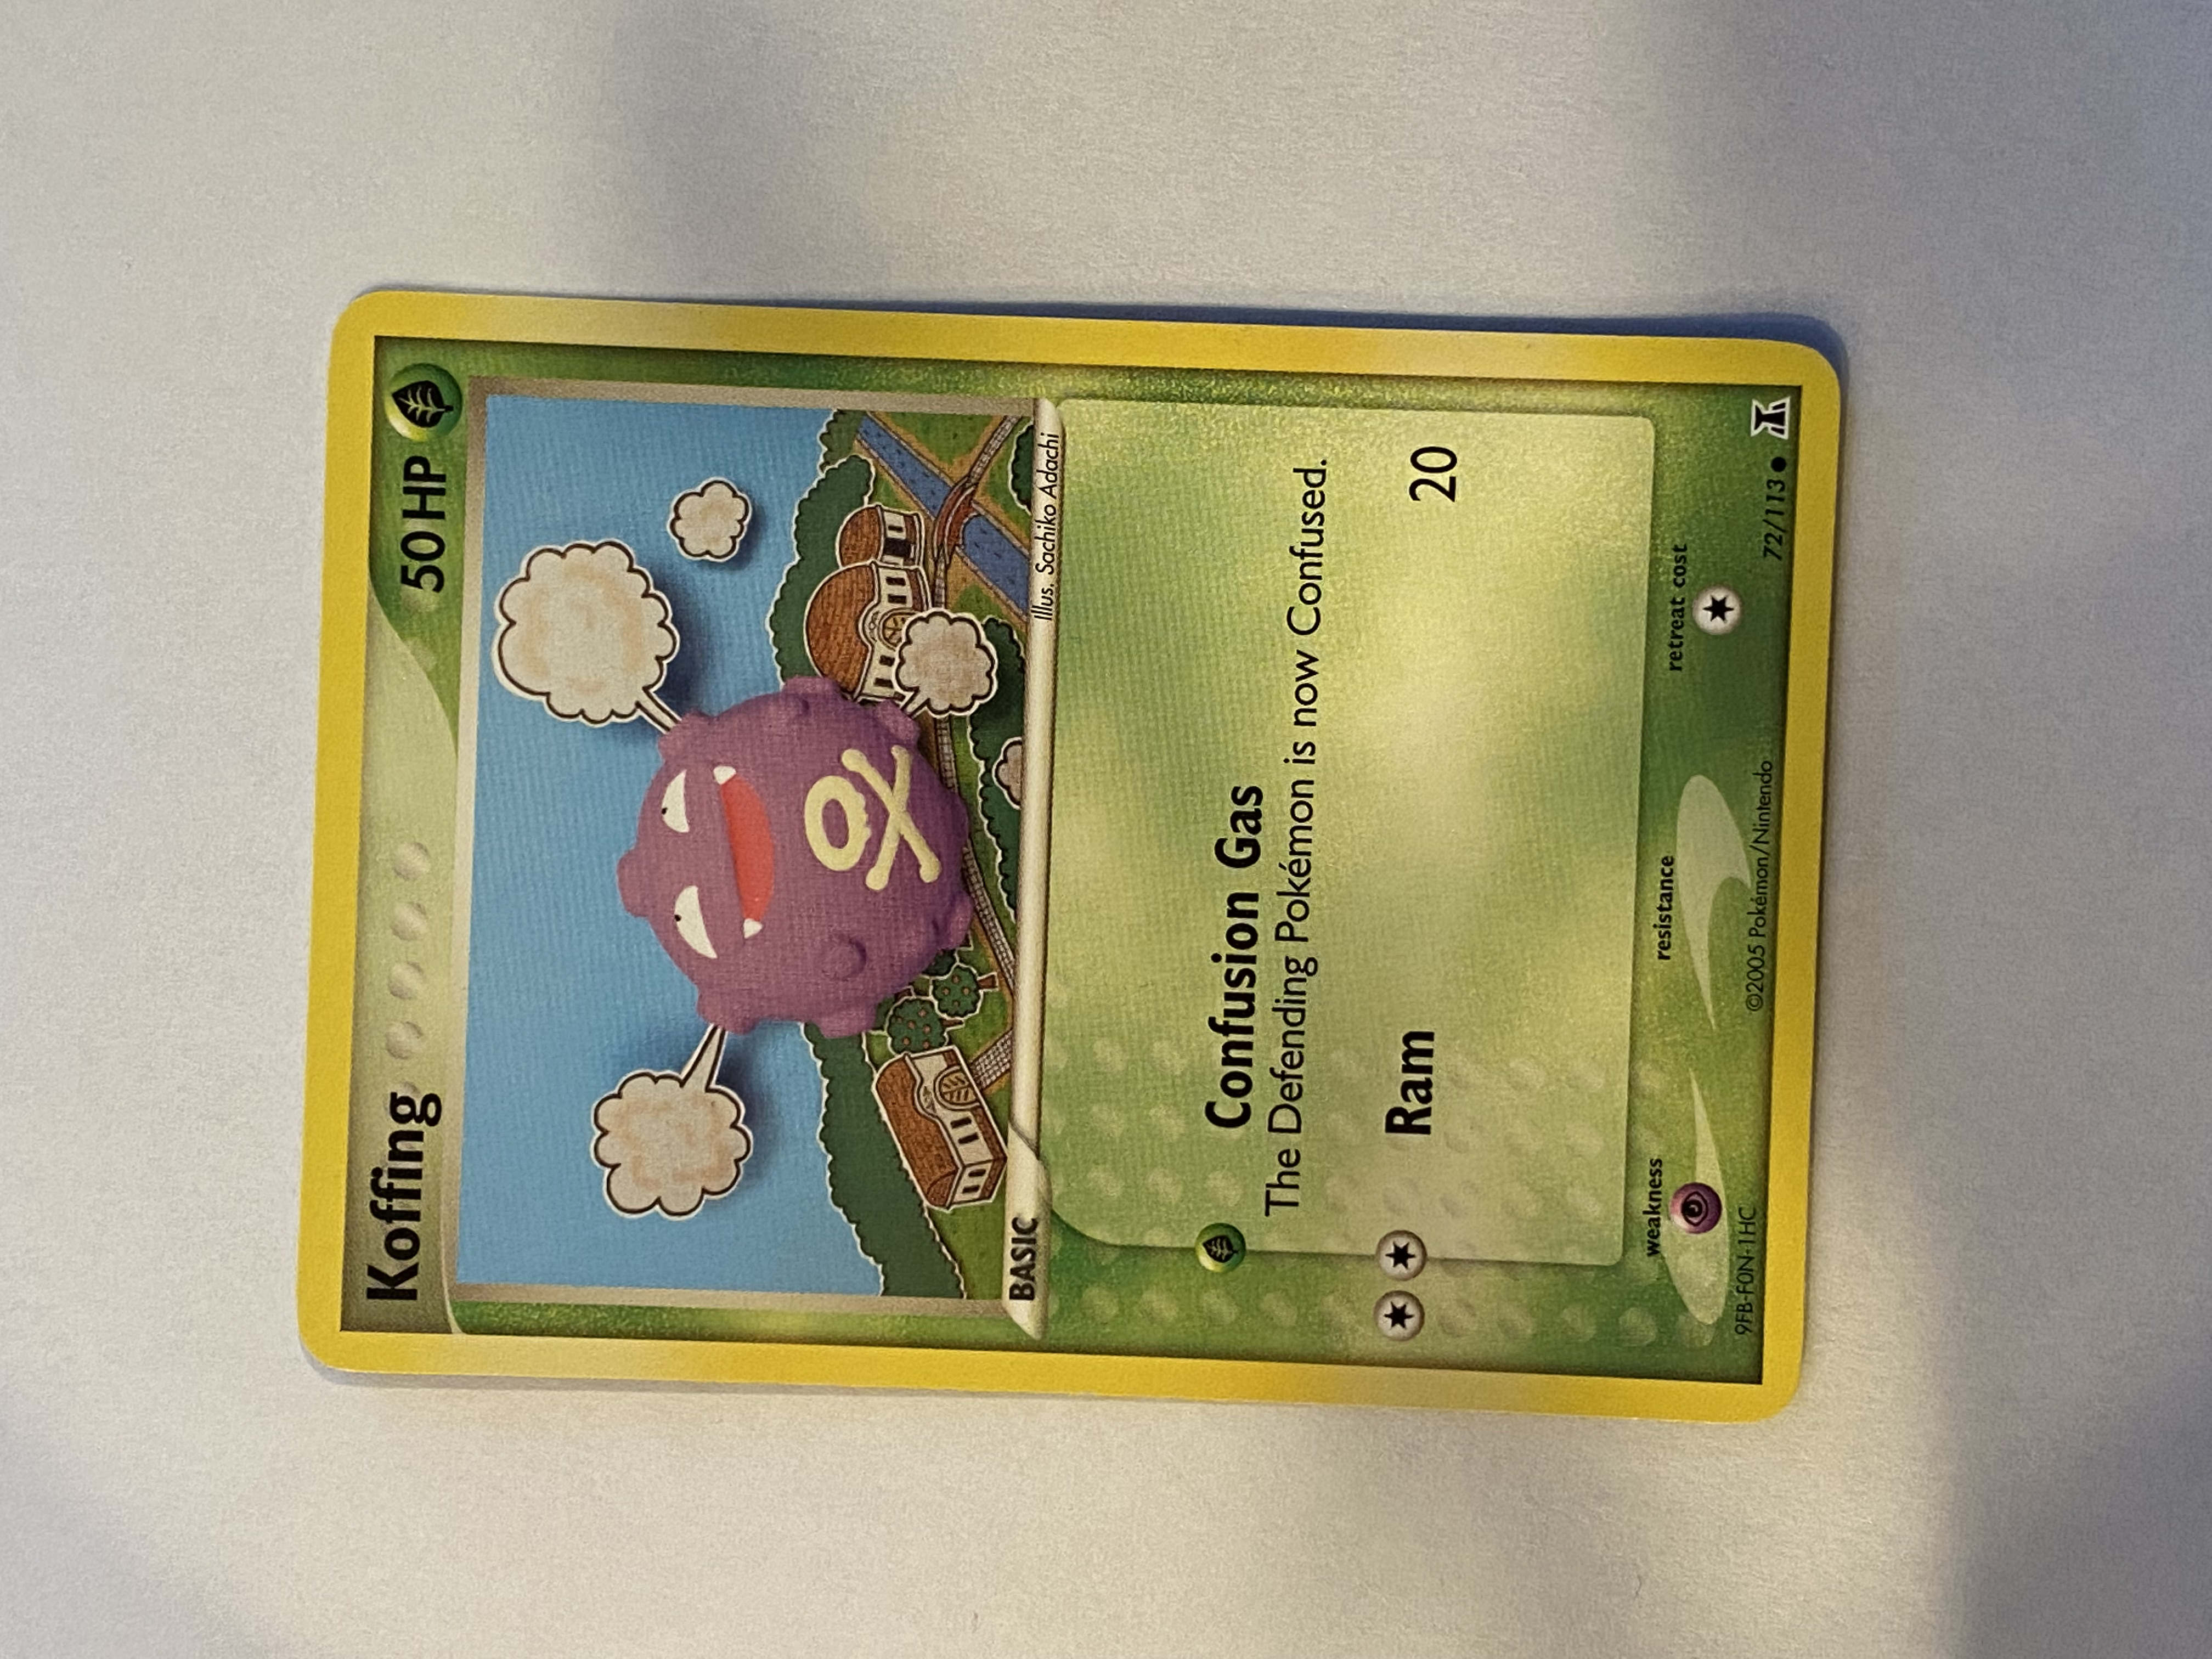 Koffing 50 HP
BASIC
Illus. Sachiko Adachi
Confusion Gas
The Defending Pokémon is now Confused.
Ram 20
weakness resistance retreat cost
9FB-F0N-1HC ©2005 Pokémon/Nintendo 72/113